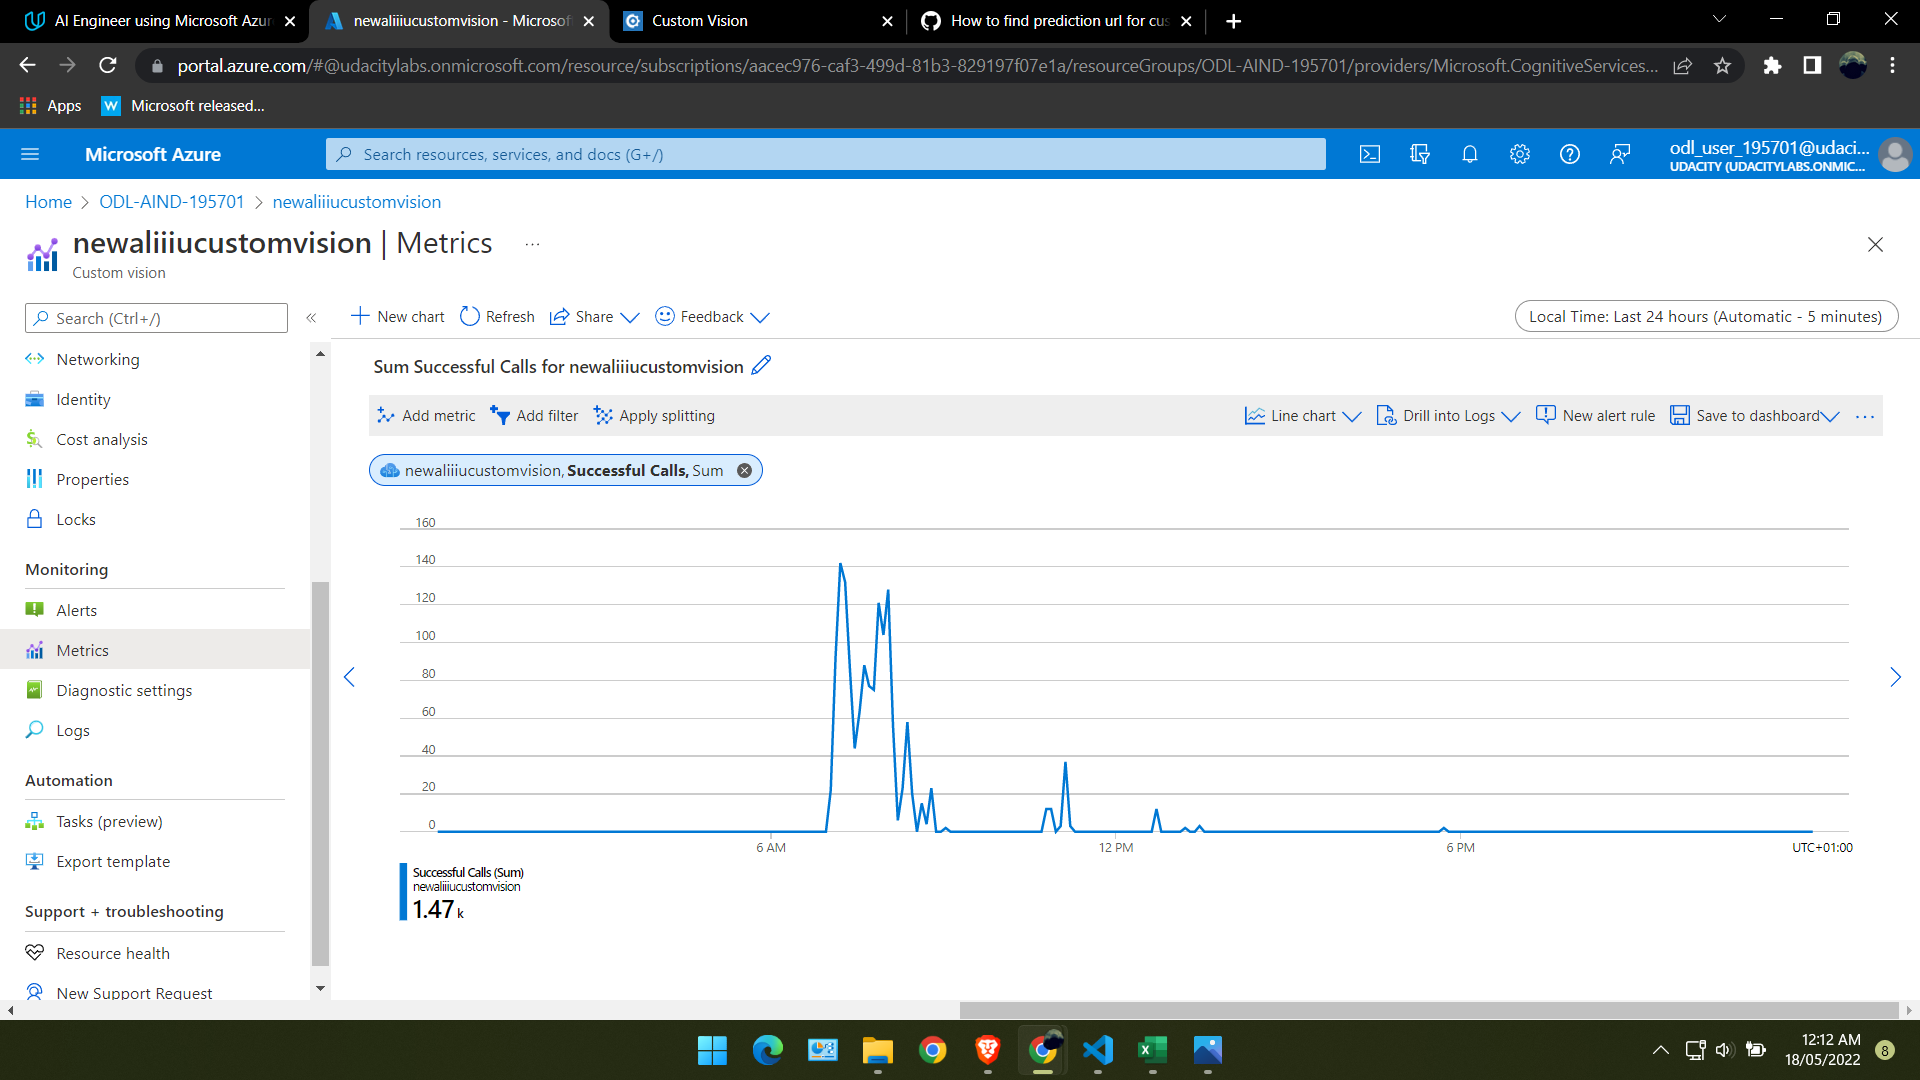 AI Engineer using Microsoft Azur
newaliiiucustomvision - Microsoft
Custom Vision
How to find prediction url for cus
portal.azure.com/#@udacitylabs.onmicrosoft.com/resource/subscriptions/aacec976-caf3-499d-81b3-829197f07e1a/resourceGroups/ODL-AIND-195701/providers/Microsoft.CognitiveServices...
Apps
W
Microsoft released...
Microsoft Azure
Search resources, services, and docs (G+/)
odl_user_195701@udaci...
UDACITY (UDACITYLABS.ONMIC...
Home > ODL-AIND-195701 > newaliiiucustomvision
newaliiiucustomvision | Metrics ...
Custom vision
Search (Ctrl+/)
«
New chart
Refresh
Share
Feedback
Local Time: Last 24 hours (Automatic - 5 minutes)
Networking
Identity
Cost analysis
Properties
Locks
Monitoring
Alerts
Metrics
Diagnostic settings
Logs
Automation
Tasks (preview)
Export template
Support + troubleshooting
Resource health
New Support Request
Sum Successful Calls for newaliiiucustomvision
Add metric
Add filter
Apply splitting
Line chart
Drill into Logs
New alert rule
Save to dashboard
...
newaliiiucustomvision, Successful Calls, Sum
160
140
120
100
80
60
40
20
0
6 AM
12 PM
6 PM
UTC+01:00
Successful Calls (Sum)
newaliiiucustomvision
1.47 k
12:12 AM
18/05/2022
8